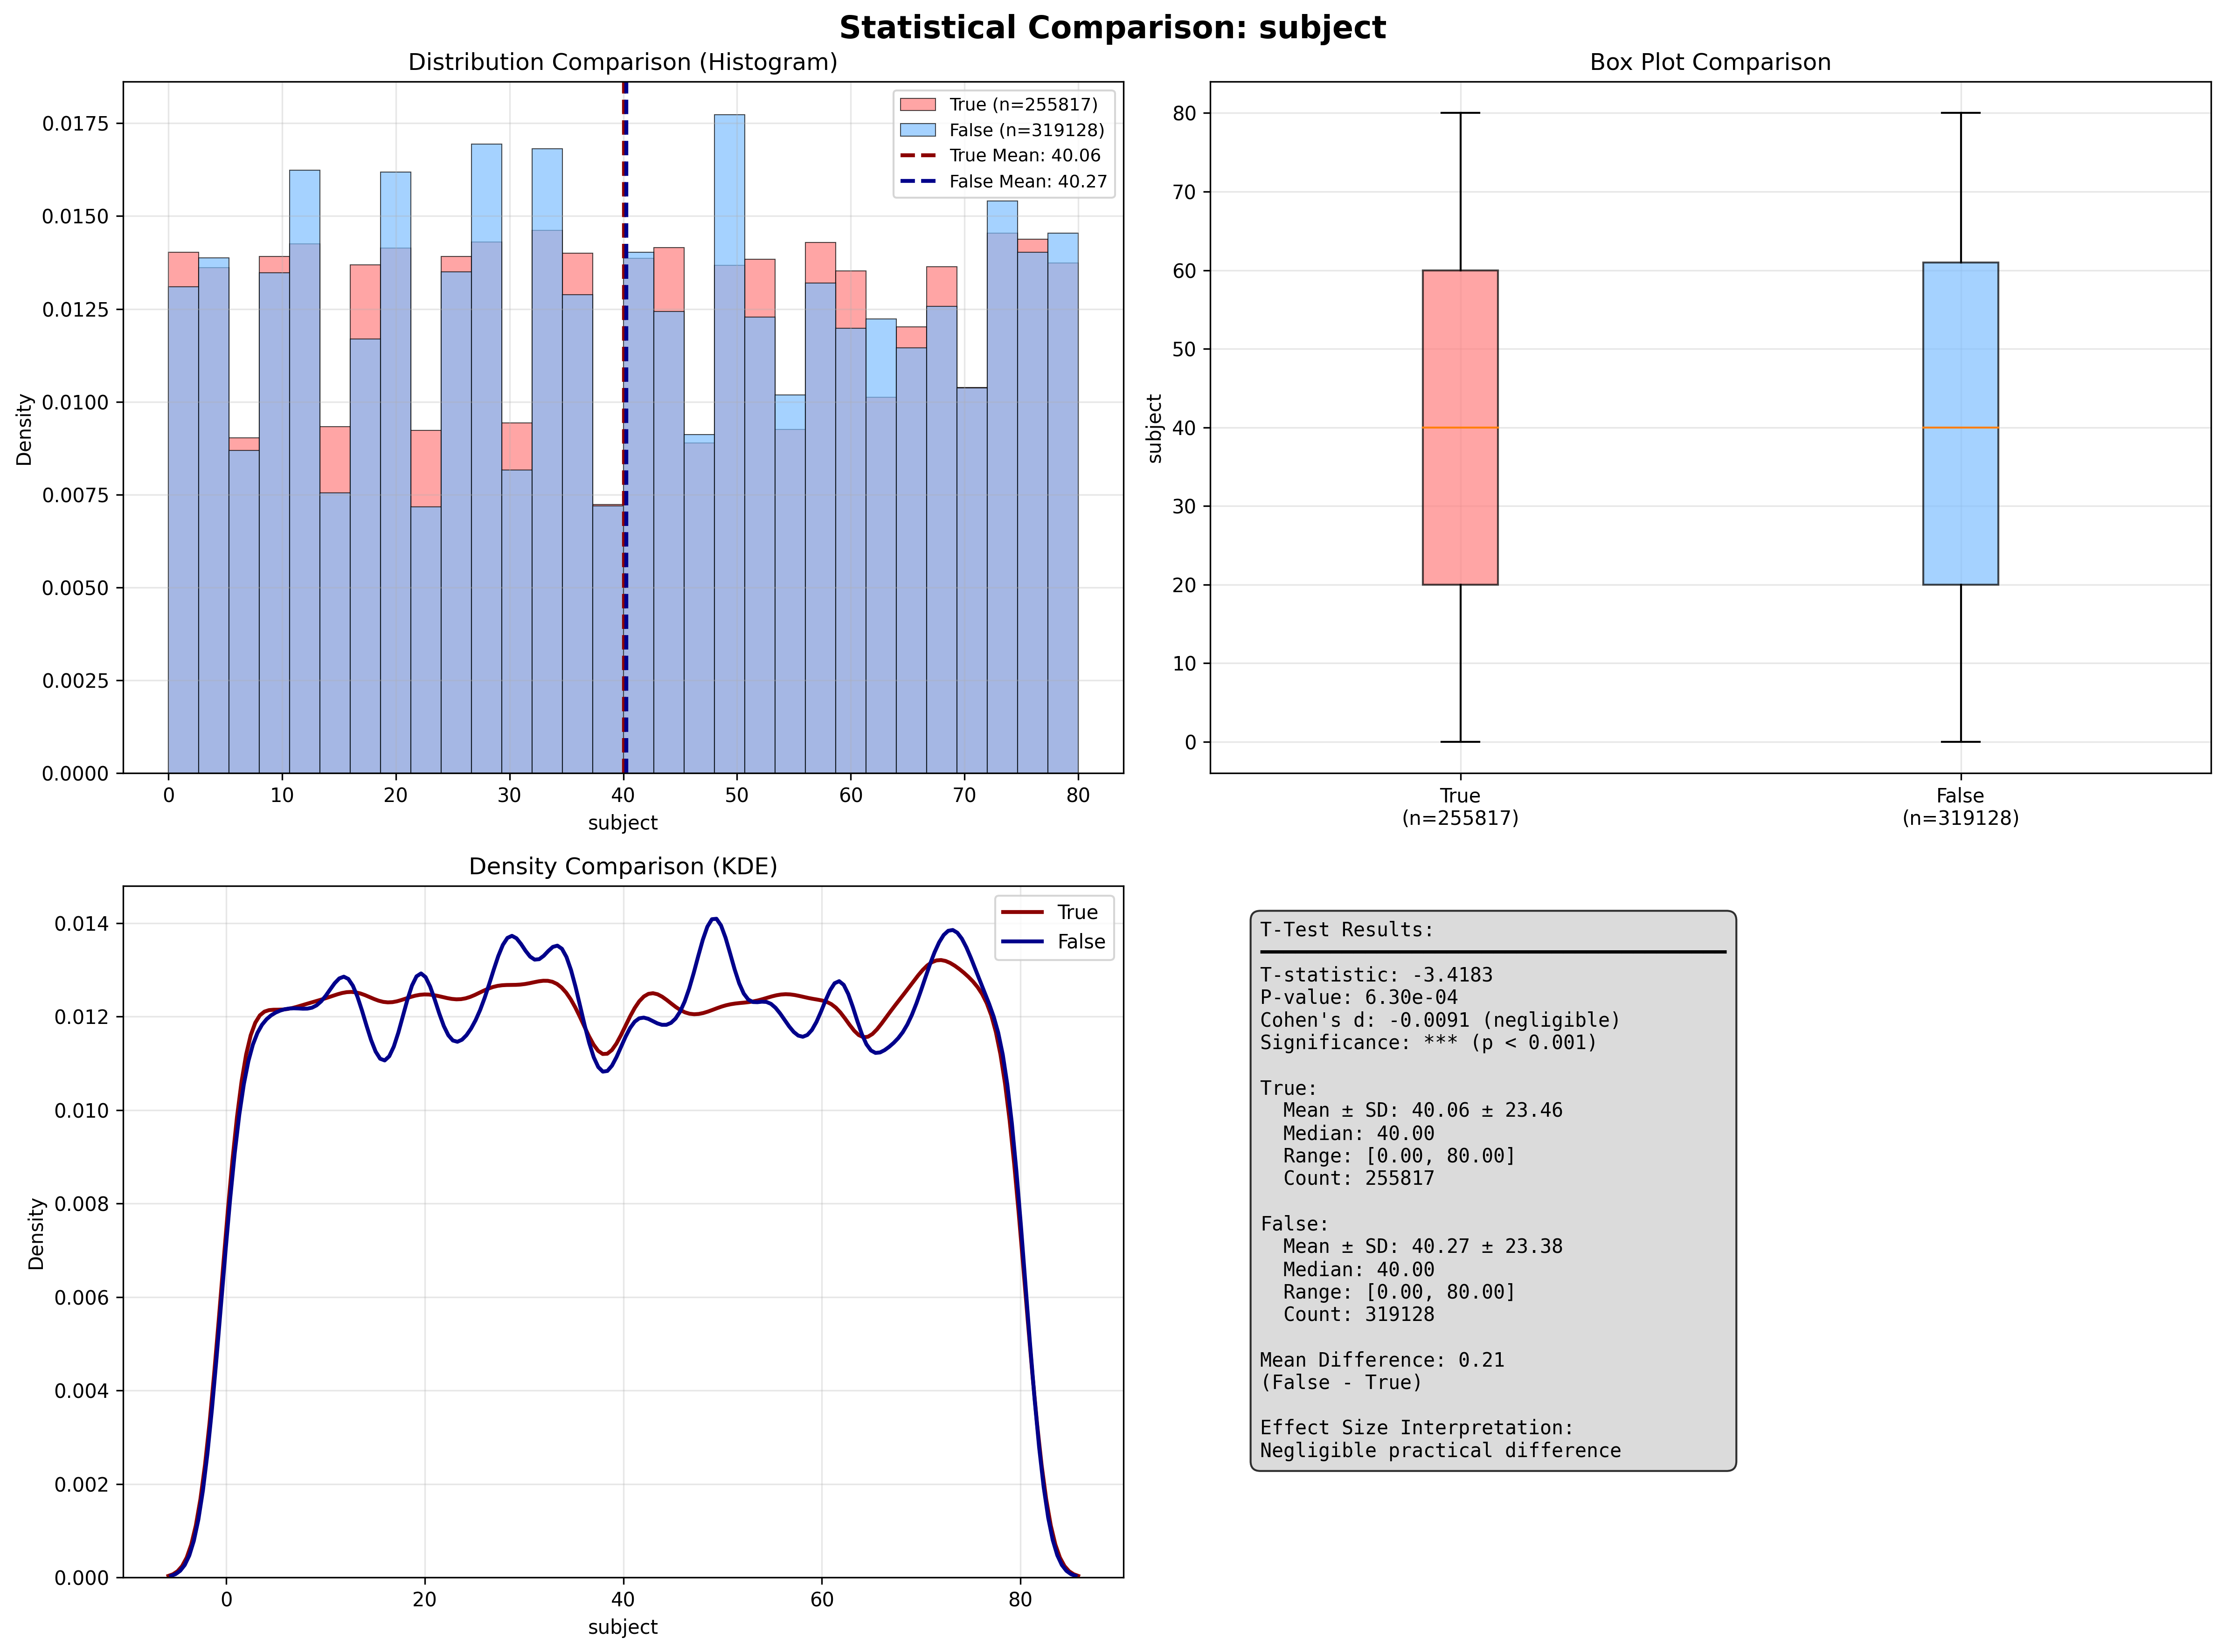 Statistical Comparison: subject
Distribution Comparison (Histogram)
True (n=255817)
False (n=319128)
True Mean: 40.06
False Mean: 40.27
0.0175
0.0150
0.0125
0.0100
0.0075
0.0050
0.0025
0.0000
Density
0 10 20 30 40 50 60 70 80
subject
Box Plot Comparison
80
70
60
50
40
30
20
10
0
subject
True
(n=255817)
False
(n=319128)
Density Comparison (KDE)
True
False
0.014
0.012
0.010
0.008
0.006
0.004
0.002
0.000
Density
0 20 40 60 80
subject
T-Test Results:
T-statistic: -3.4183
P-value: 6.30e-04
Cohen's d: -0.0091 (negligible)
Significance: *** (p < 0.001)
True:
Mean ± SD: 40.06 ± 23.46
Median: 40.00
Range: [0.00, 80.00]
Count: 255817
False:
Mean ± SD: 40.27 ± 23.38
Median: 40.00
Range: [0.00, 80.00]
Count: 319128
Mean Difference: 0.21
(False - True)
Effect Size Interpretation:
Negligible practical difference